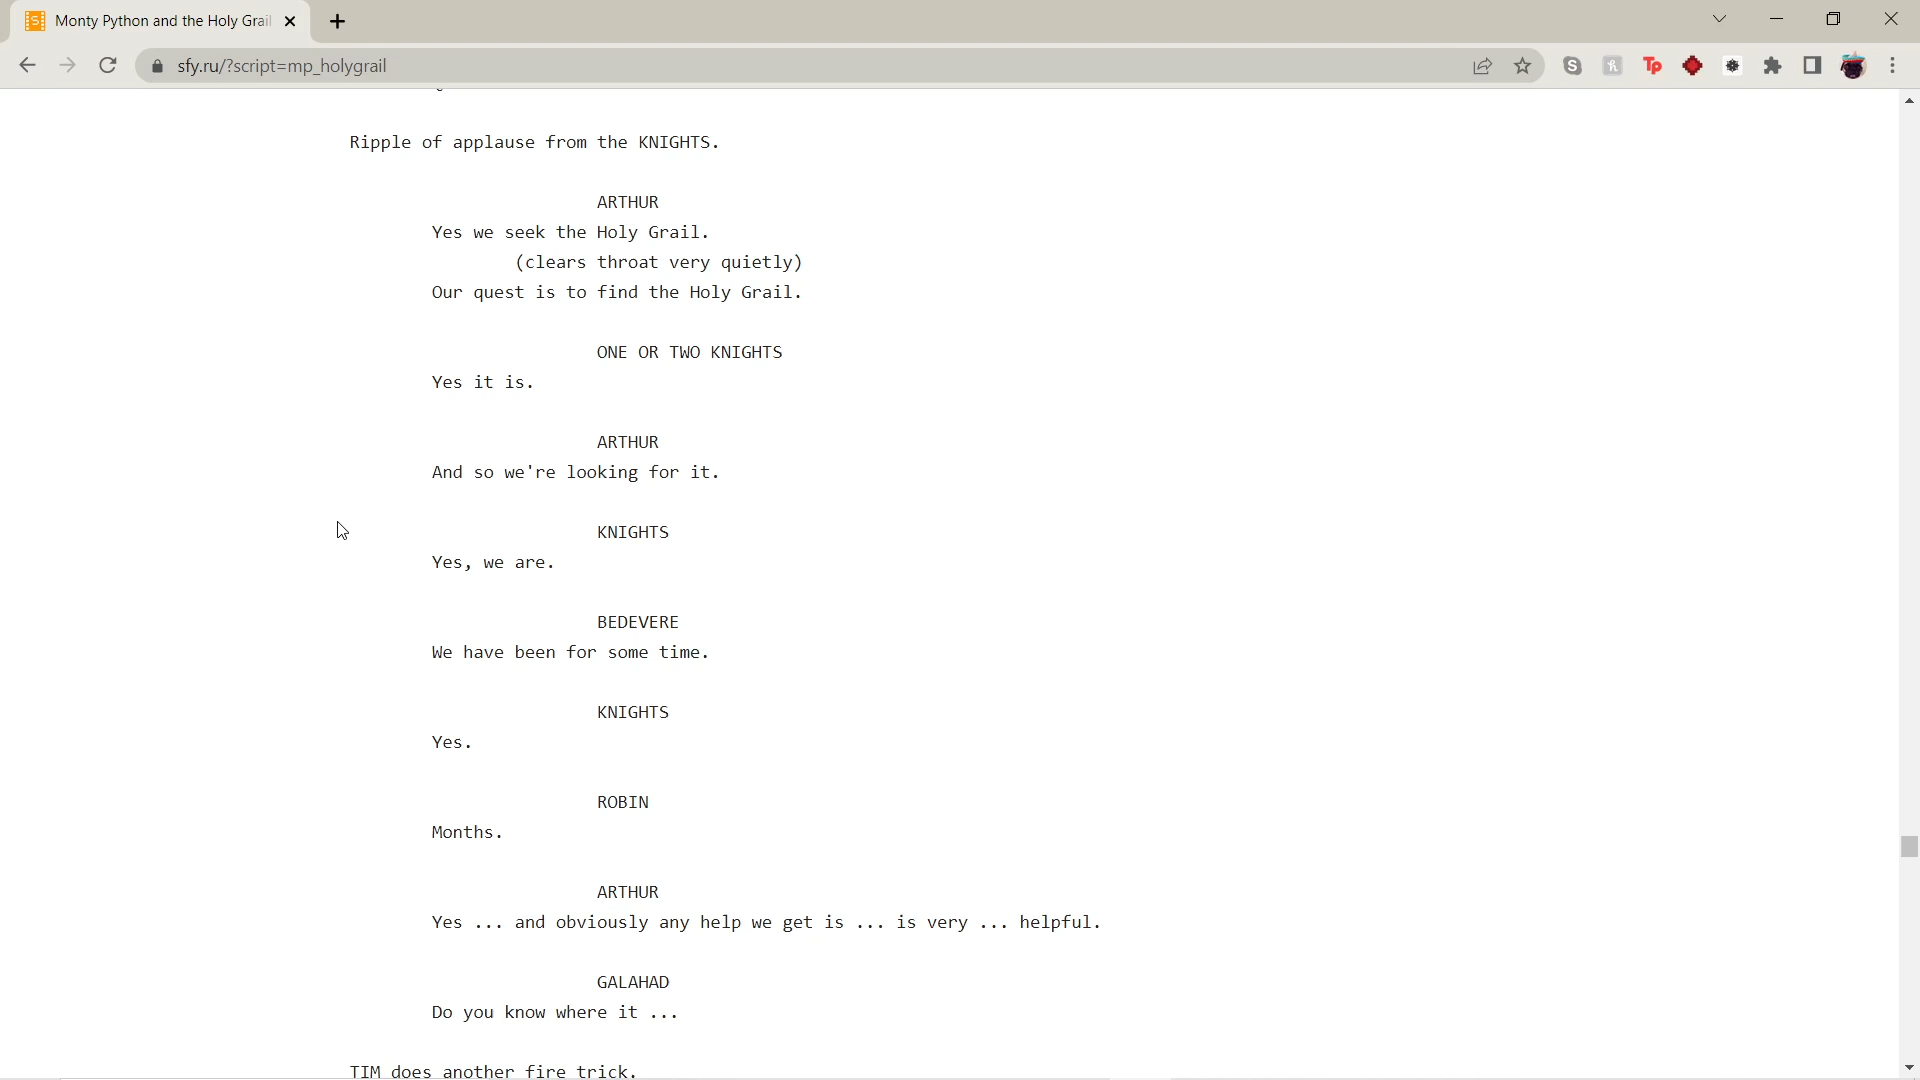 Monty Python and the Holy Grail
sfy.ru/?script=mp_holygrail
Ripple of applause from the KNIGHTS.
ARTHUR
Yes we seek the Holy Grail.
(clears throat very quietly)
Our quest is to find the Holy Grail.
ONE OR TWO KNIGHTS
Yes it is.
ARTHUR
And so we're looking for it.
KNIGHTS
Yes, we are.
BEDEVERE
We have been for some time.
KNIGHTS
Yes.
ROBIN
Months.
ARTHUR
Yes ... and obviously any help we get is ... is very ... helpful.
GALAHAD
Do you know where it ...
TIM does another fire trick.